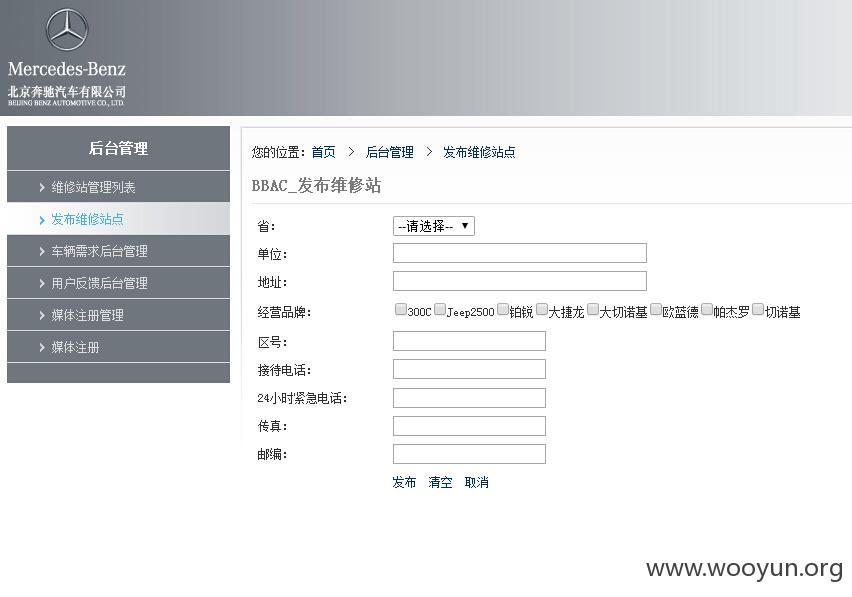 Mercedes-Benz
北京奔驰汽车有限公司
BEIJING BENZ AUTOMOTIVE CO., LTD.
后台管理
维修站管理列表
发布维修站点
车辆需求后台管理
用户反馈后台管理
媒体注册管理
媒体注册
您的位置: 首页 > 后台管理 > 发布维修站点
BBAC_发布维修站
省: --请选择--
单位:
地址:
经营品牌: 300C Jeep2500 铂锐 大捷龙 大切诺基 欧蓝德 帕杰罗 切诺基
区号:
接待电话:
24小时紧急电话:
传真:
邮编:
发布 清空 取消
www.wooyun.org